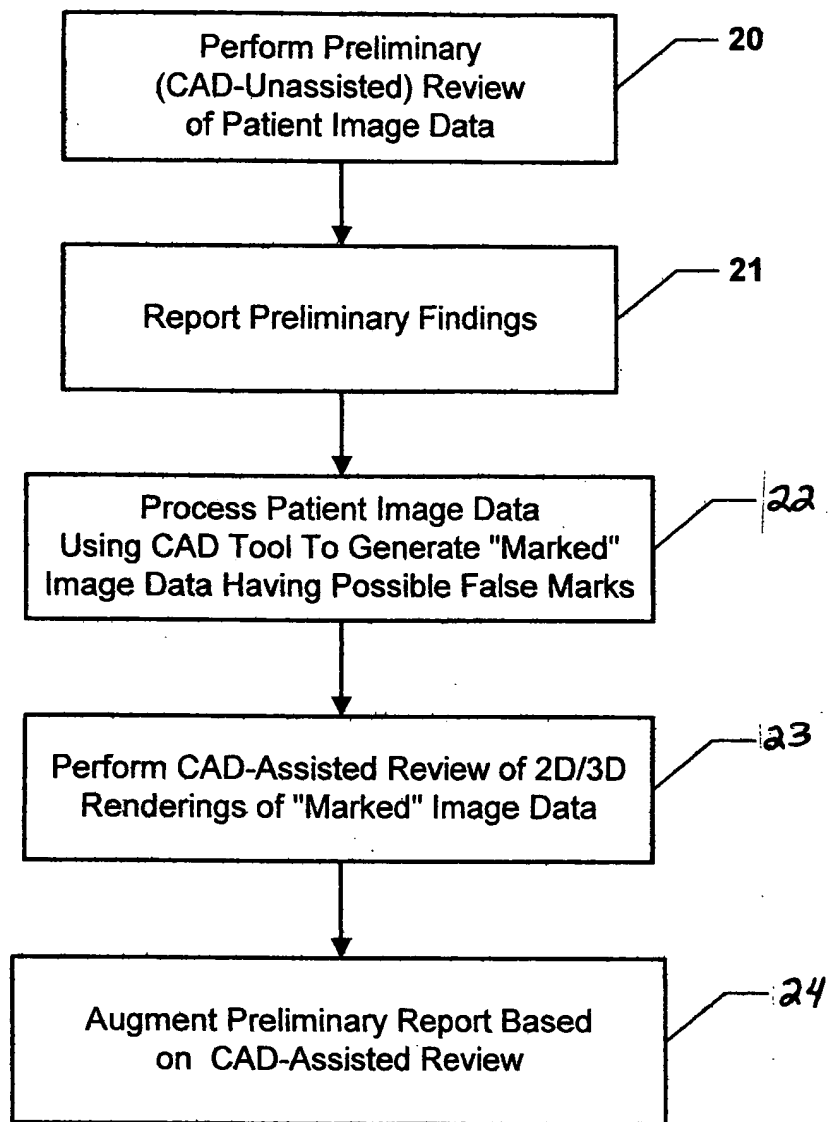 Perform Preliminary
(CAD-Unassisted) Review
of Patient Image Data
20
Report Preliminary Findings
21
Process Patient Image Data
Using CAD Tool To Generate "Marked"
Image Data Having Possible False Marks
22
Perform CAD-Assisted Review of 2D/3D
Renderings of "Marked" Image Data
23
Augment Preliminary Report Based
on CAD-Assisted Review
24